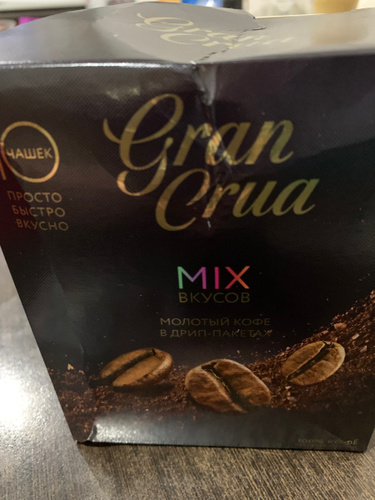 Gran
Crua
ЧАШЕК
ПРОСТО
БЫСТРО
ВКУСНО
MIX
ВКУСОВ
МОЛОТЫЙ КОФЕ
В ДРИП-ПАКЕТАХ